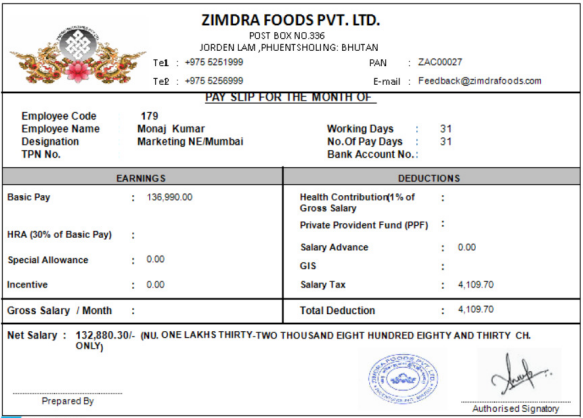 ZIMDRA FOODS PVT. LTD.
POST BOX NO.336
JORDEN LAM ,PHUENTSHOLING: BHUTAN
Tel : +975 5251999 PAN : ZAC00027
Te2 : +975 5256999 E-mail : Feedback@zimdrafoods.com
PAY SLIP FOR THE MONTH OF
Employee Code 179
Employee Name Monaj Kumar Working Days : 31
Designation Marketing NE/Mumbai No.Of Pay Days : 31
TPN No. Bank Account No.:
EARNINGS DEDUCTIONS
Basic Pay : 136,990.00 Health Contribution(1% of :
Gross Salary
Private Provident Fund (PPF) :
HRA (30% of Basic Pay) :
Salary Advance : 0.00
Special Allowance : 0.00
GIS :
Incentive : 0.00 Salary Tax : 4,109.70
Gross Salary / Month : Total Deduction : 4,109.70
Net Salary : 132,880.30/- (NU. ONE LAKHS THIRTY-TWO THOUSAND EIGHT HUNDRED EIGHTY AND THIRTY CH.
ONLY)
Prepared By Authorised Signatory